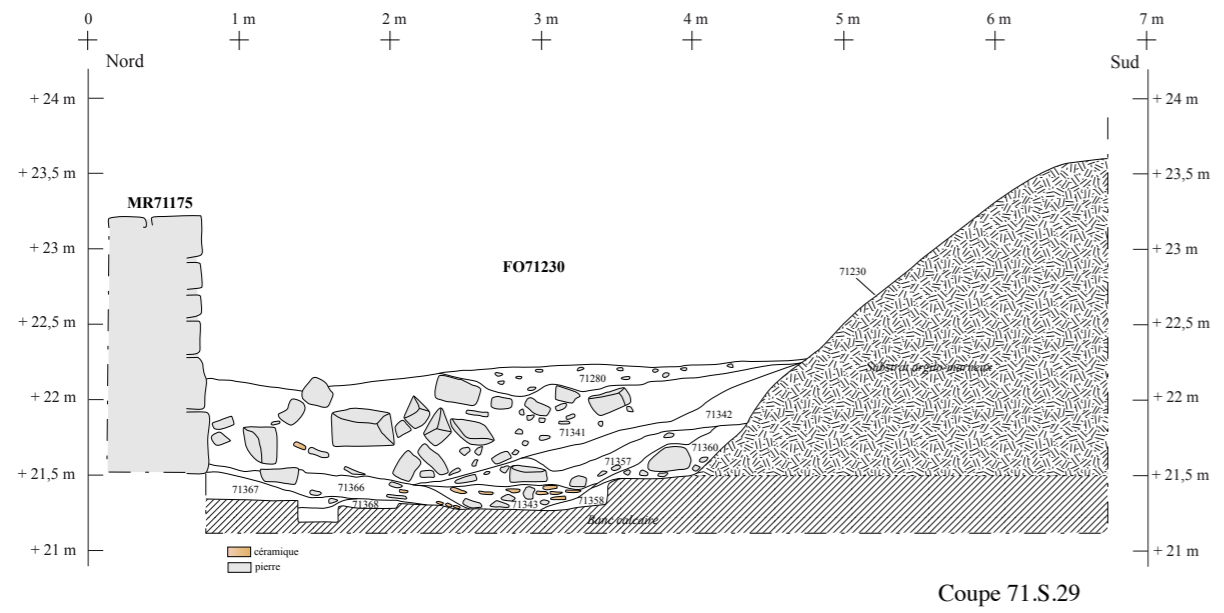 0 1 m 2 m 3 m 4 m 5 m 6 m 7 m
Nord Sud
+ 24 m + 24 m
+ 23,5 m + 23,5 m
MR71175
+ 23 m + 23 m
FO71230
71230
+ 22,5 m + 22,5 m
Substrat argilo-marneux
71280
+ 22 m + 22 m
71342
71341
71360
71357
+ 21,5 m + 21,5 m
71367 71366
71368 71343 71358
Banc calcaire
+ 21 m + 21 m
céramique
pierre
Coupe 71.S.29